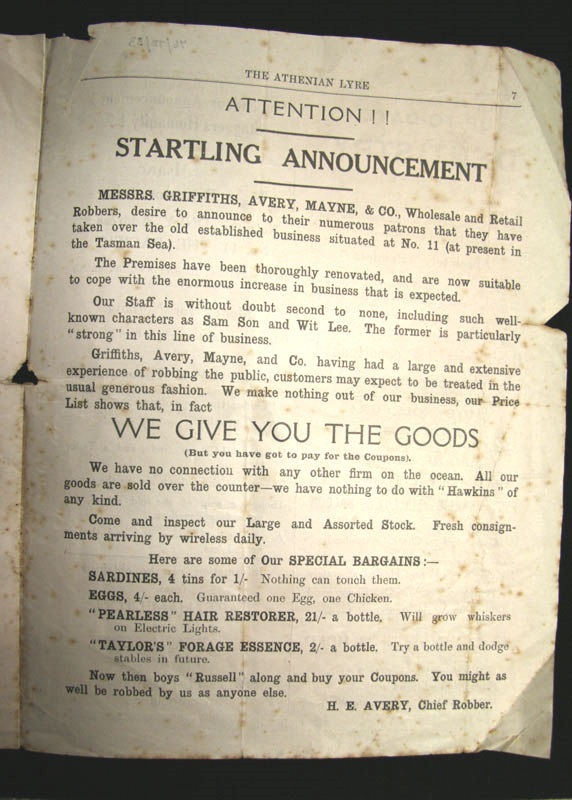 THE ATHENIAN LYRE
7
ATTENTION ! !
STARTLING ANNOUNCEMENT
MESSRS. GRIFFITHS, AVERY, MAYNE, & CO., Wholesale and Retail
Robbers, desire to announce to their numerous patrons that they have
taken over the old established business situated at No. 11 (at present in
the Tasman Sea).
The Premises have been thoroughly renovated, and are now suitable
to cope with the enormous increase in business that is expected.
Our Staff is without doubt second to none, including such well-
known characters as Sam Son and Wit Lee. The former is particularly
"strong" in this line of business.
Griffiths, Avery, Mayne, and Co. having had a large and extensive
experience of robbing the public, customers may expect to be treated in the
usual generous fashion. We make nothing out of our business, our Price
List shows that, in fact
WE GIVE YOU THE GOODS
(But you have got to pay for the Coupons).
We have no connection with any other firm on the ocean. All our
goods are sold over the counter—we have nothing to do with "Hawkins" of
any kind.
Come and inspect our Large and Assorted Stock. Fresh consign-
ments arriving by wireless daily.
Here are some of Our SPECIAL BARGAINS :—
SARDINES, 4 tins for 1/- Nothing can touch them.
EGGS, 4/- each. Guaranteed one Egg, one Chicken.
"PEARLESS" HAIR RESTORER, 21/- a bottle. Will grow whiskers
on Electric Lights.
"TAYLOR'S" FORAGE ESSENCE, 2/- a bottle. Try a bottle and dodge
stables in future.
Now then boys "Russell" along and buy your Coupons. You might as
well be robbed by us as anyone else.
H. E. AVERY, Chief Robber.